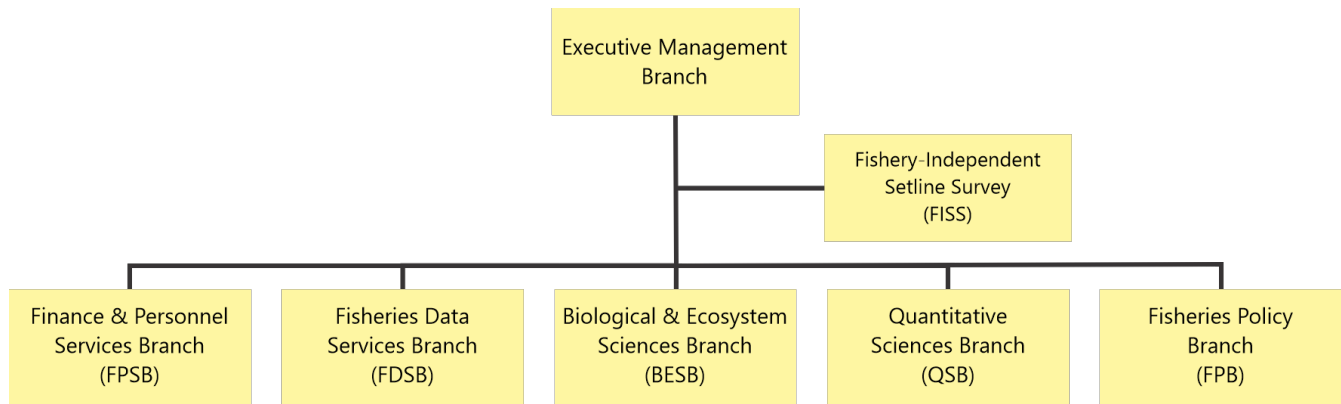 Executive Management
Branch
Fishery-Independent
Setline Survey
(FISS)
Finance & Personnel
Services Branch
(FPSB)
Fisheries Data
Services Branch
(FDSB)
Biological & Ecosystem
Sciences Branch
(BESB)
Quantitative
Sciences Branch
(QSB)
Fisheries Policy
Branch
(FPB)